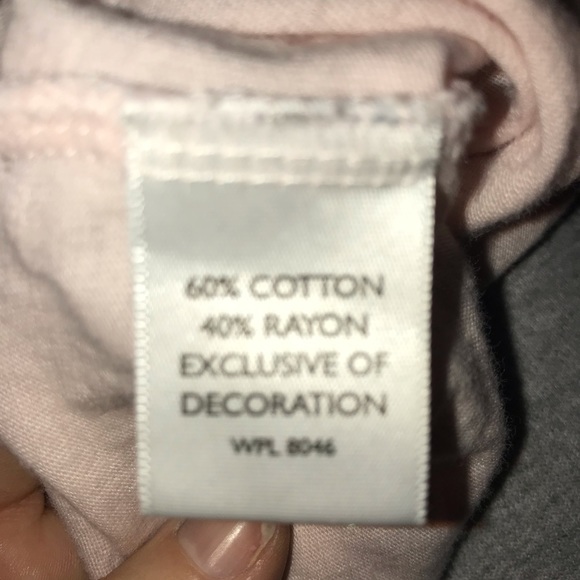 60% COTTON
40% RAYON
EXCLUSIVE OF
DECORATION
WPL 8046